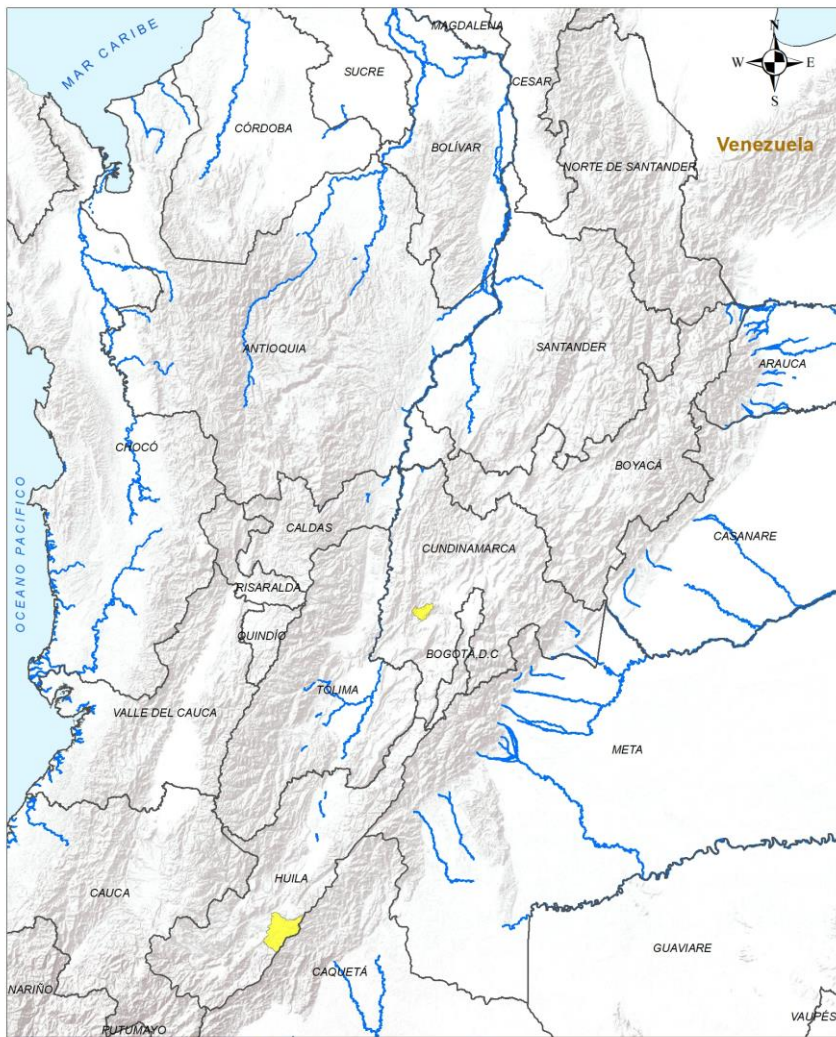 MAGDALENA
N
MAR CARIBE
W
E
S
SUCRE
CESAR
CÓRDOBA
BOLÍVAR
Venezuela
NORTE DE SANTANDER
ANTIOQUIA
SANTANDER
ARAUCA
CHOCÓ
BOYACÁ
OCEANO PACIFICO
CALDAS
CASANARE
CUNDINAMARCA
RISARALDA
QUINDÍO
BOGOTÁ, D.C
TOLIMA
VALLE DEL CAUCA
META
HUILA
CAUCA
GUAVIARE
CAQUETÁ
NARIÑO
VAUPÉS
PUTUMAYO